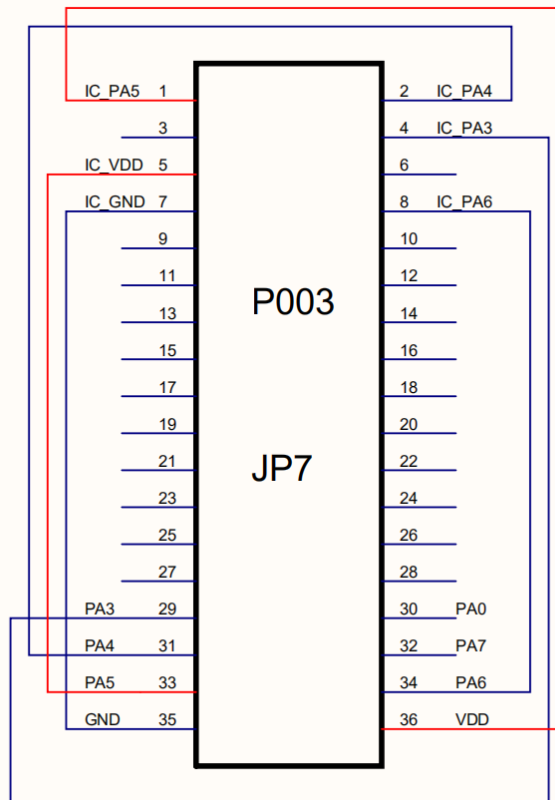 IC_PA5 1 2 IC_PA4
3 4 IC_PA3
IC_VDD 5 6
IC_GND 7 8 IC_PA6
9 10
11 12
P003
13 14
15 16
17 18
19 20
JP7
21 22
23 24
25 26
27 28
PA3 29 30 PA0
PA4 31 32 PA7
PA5 33 34 PA6
GND 35 36 VDD